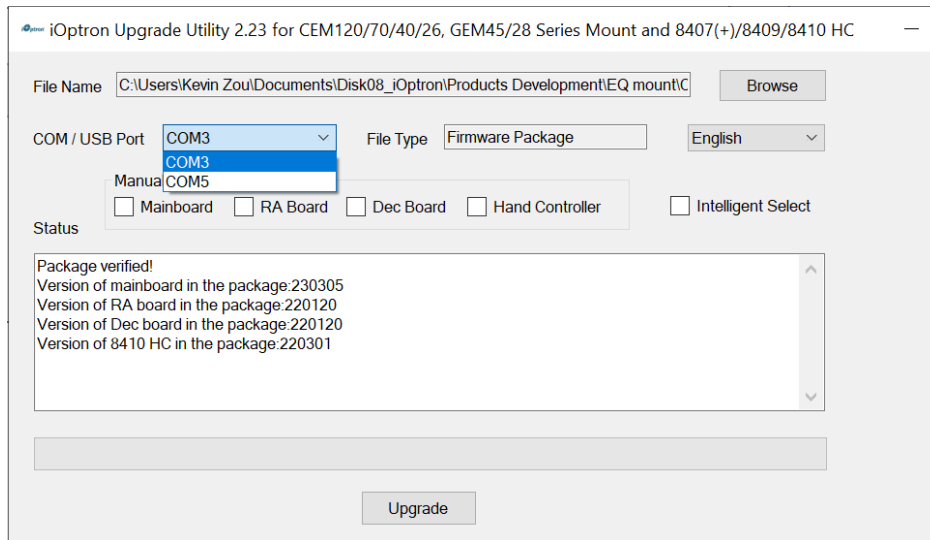 iOptron iOptron Upgrade Utility 2.23 for CEM120/70/40/26, GEM45/28 Series Mount and 8407(+)/8409/8410 HC
File Name C:\Users\Kevin Zou\Documents\Disk08_iOptron\Products Development\EQ mount\C Browse
COM / USB Port COM3 File Type Firmware Package English
COM3
Manua COM5
Mainboard RA Board Dec Board Hand Controller Intelligent Select
Status
Package verified!
Version of mainboard in the package:230305
Version of RA board in the package:220120
Version of Dec board in the package:220120
Version of 8410 HC in the package:220301
Upgrade